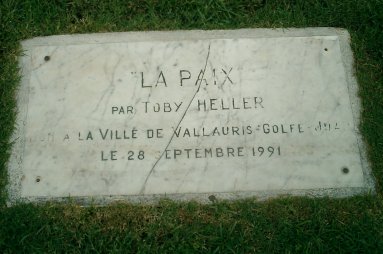 "LA PAIX"
PAR TOBY HELLER
A LA VILLE DE VALLAURIS-GOLFE-
LE 28 SEPTEMBRE 1991